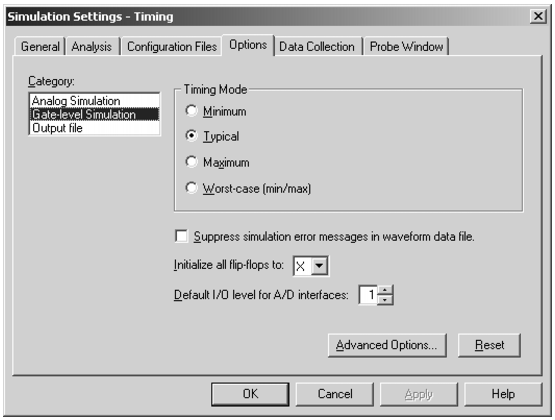 Simulation Settings - Timing
General Analysis Configuration Files Options Data Collection Probe Window
Category:
Analog Simulation
Gate-level Simulation
Output file
Timing Mode
Minimum
Typical
Maximum
Worst-case (min/max)
Suppress simulation error messages in waveform data file.
Initialize all flip-flops to: X
Default I/O level for A/D interfaces: 1
Advanced Options... Reset
OK Cancel Apply Help